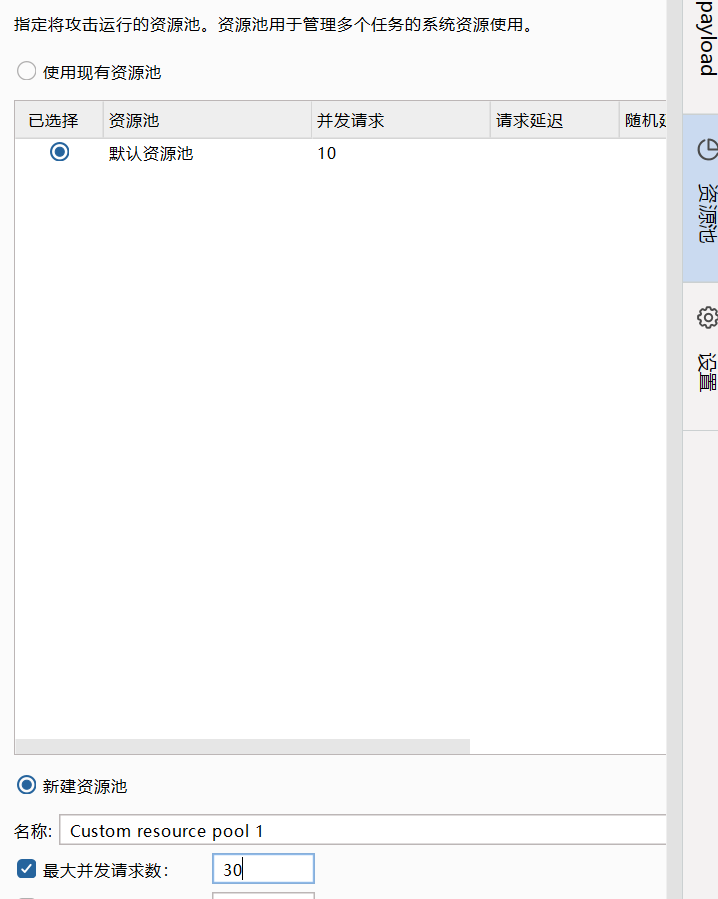 指定将攻击运行的资源池。资源池用于管理多个任务的系统资源使用。
使用现有资源池
已选择 资源池 并发请求 请求延迟 随机延
默认资源池 10
新建资源池
名称: Custom resource pool 1
最大并发请求数: 30
payload
资源池
设置